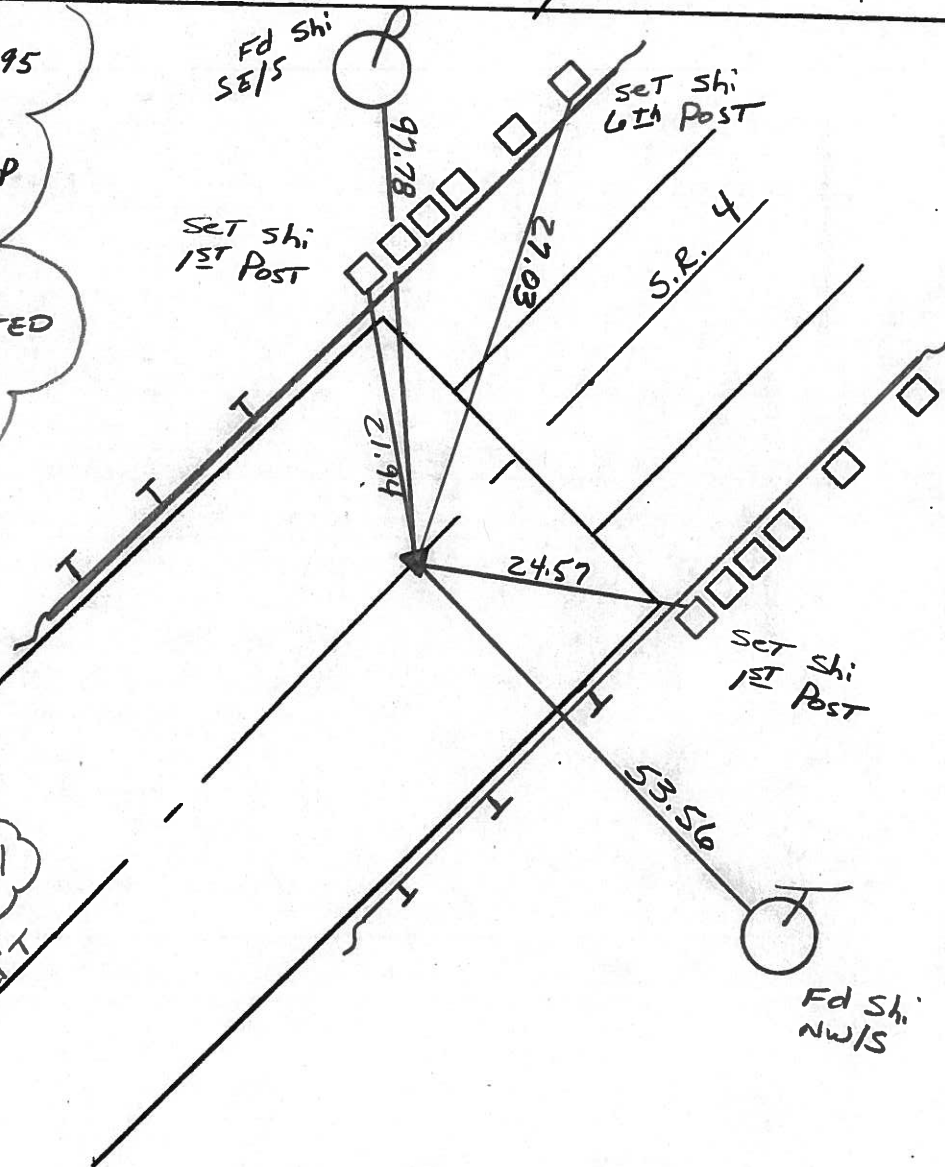 95
Fd Shi
SE/S
P
TED
97.78
SET Shi
6TH POST
SET Shi
1ST POST
27.03
S.R. 4
21.94
24.57
SET Shi
1ST POST
53.56
Fd Shi
NW/S
T